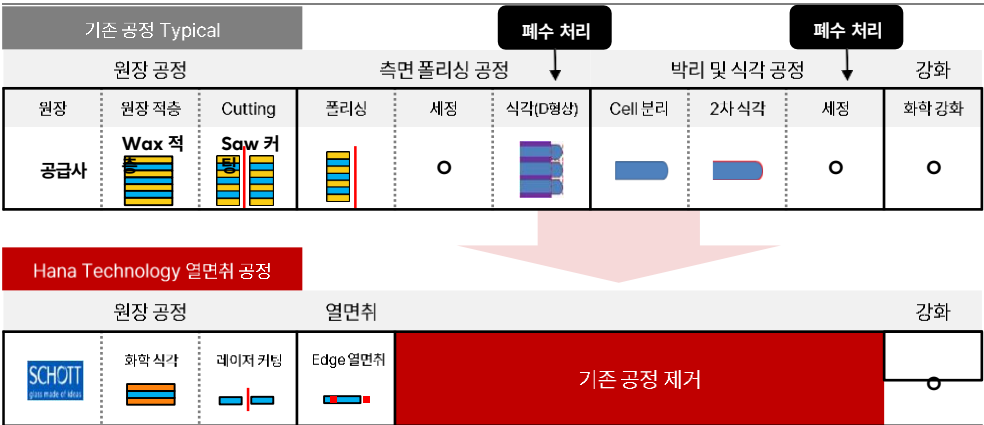 기존 공정 Typical
폐수 처리
폐수 처리
원장 공정
측면 폴리싱 공정
박리 및 식각 공정
강화
원장
원장 적층
Cutting
폴리싱
세정
식각(D형상)
Cell 분리
2차 식각
세정
화학 강화
공급사
Wax 적
층
Saw 커
팅
O
O
O
Hana Technology 열면취 공정
원장 공정
열면취
강화
SCHOTT
glass made of ideas
화학 식각
레이저 커팅
Edge 열면취
기존 공정 제거
O